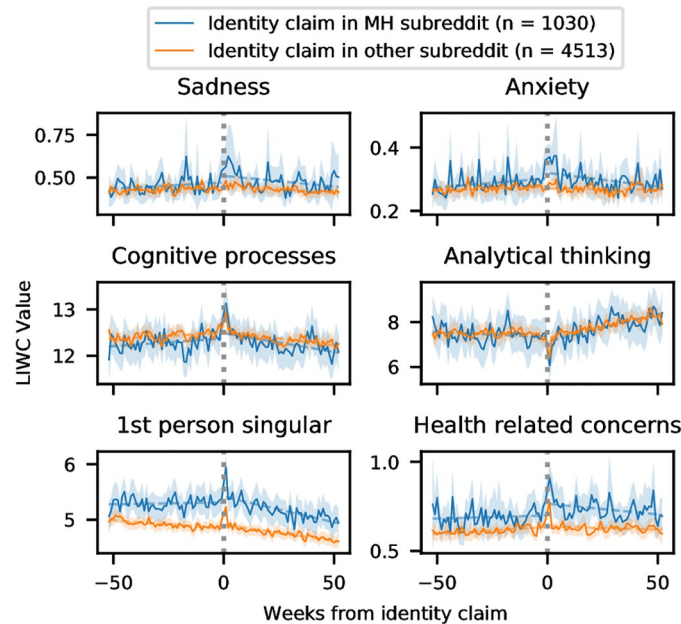 Identity claim in MH subreddit (n = 1030)
Identity claim in other subreddit (n = 4513)
Sadness
Anxiety
0.75
0.50
0.4
0.2
Cognitive processes
Analytical thinking
LIWC Value
13
12
8
6
1st person singular
Health related concerns
6
5
1.0
0.5
−50 0 50
−50 0 50
Weeks from identity claim